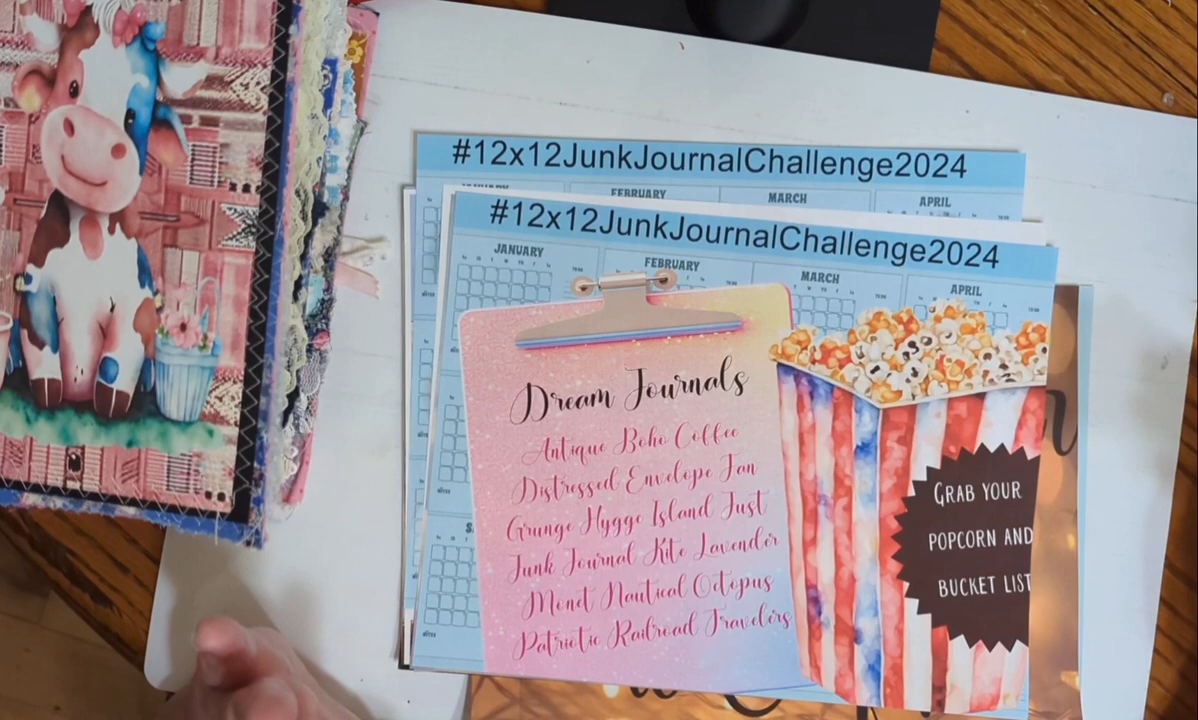 #12x12JunkJournalChallenge2024
FEBRUARY MARCH APRIL
#12x12JunkJournalChallenge2024
JANUARY FEBRUARY MARCH APRIL
Dream Journals
Antique Boho Coffee
Distressed Envelope Fan
Grunge Hygge Island Just
Junk Journal Kite Lavender
Monet Nautical Octopus
Patriotic Railroad Travelers
GRAB YOUR
POPCORN AND
BUCKET LIST